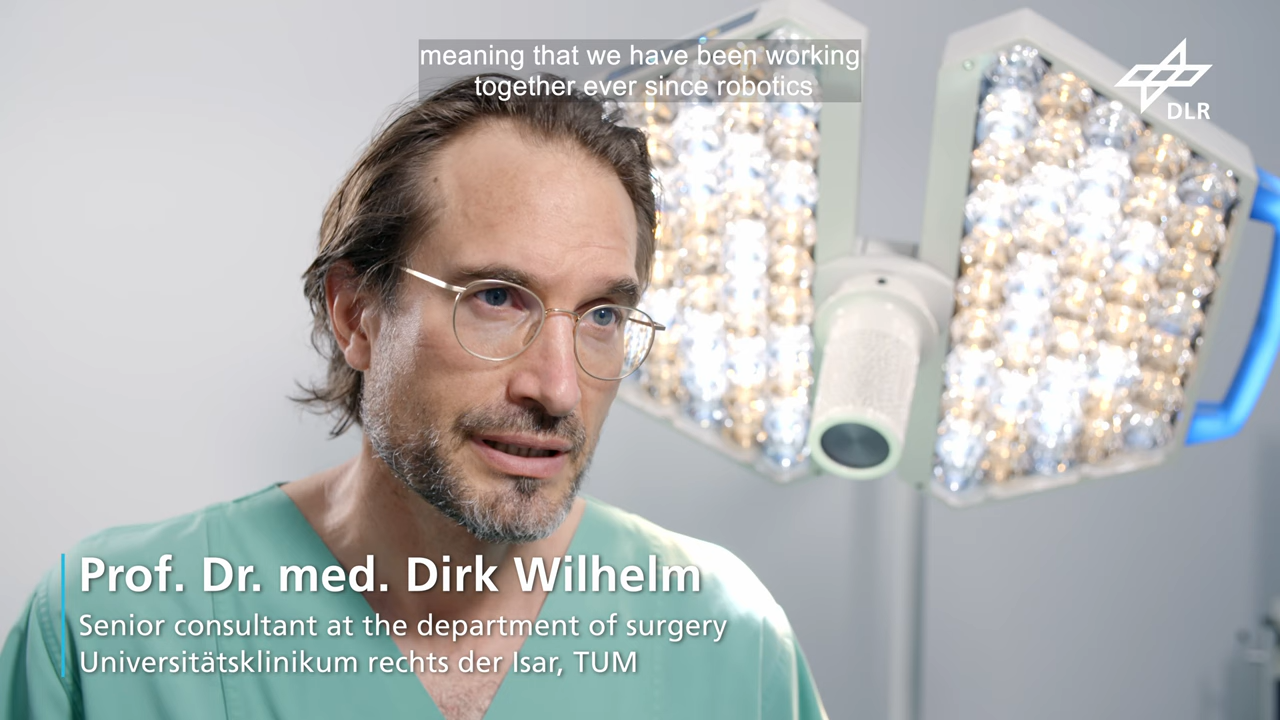 meaning that we have been working
together ever since robotics
DLR
Prof. Dr. med. Dirk Wilhelm
Senior consultant at the department of surgery
Universitätsklinikum rechts der Isar, TUM